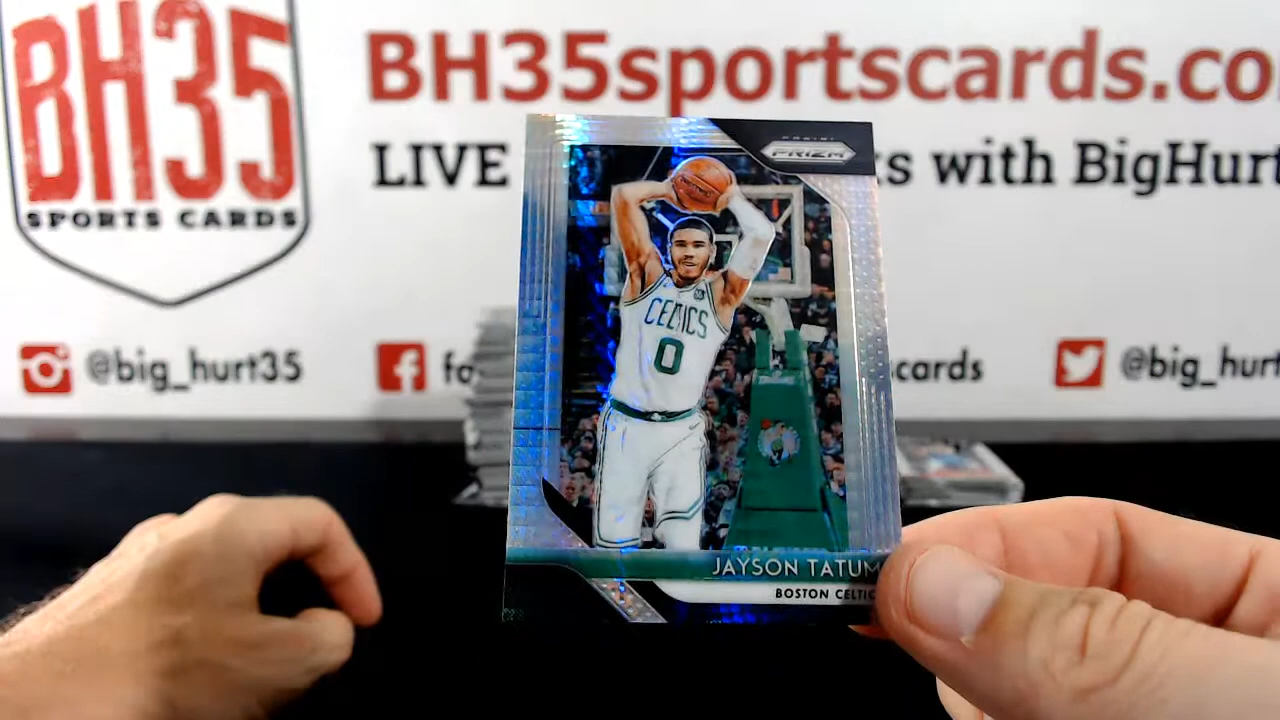 BH35
SPORTS CARDS
BH35sportscards.co
LIVE s with BigHurt
@big_hurt35
cards
@big_hurt
PANINI
PRIZM
CELTICS
0
JAYSON TATUM
BOSTON CELTIC